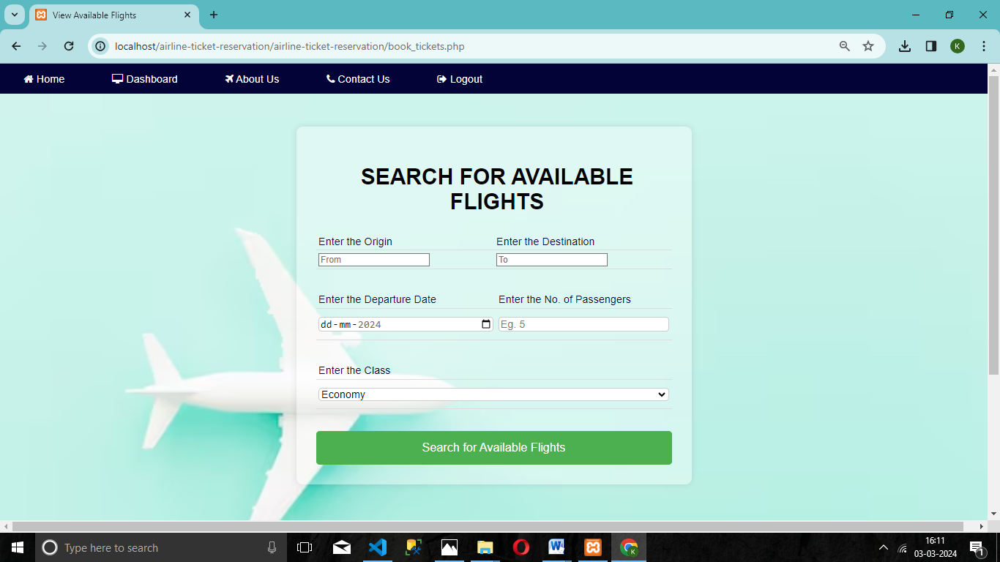 View Available Flights
localhost/airline-ticket-reservation/airline-ticket-reservation/book_tickets.php
K
Home Dashboard About Us Contact Us Logout
SEARCH FOR AVAILABLE
FLIGHTS
Enter the Origin Enter the Destination
From To
Enter the Departure Date Enter the No. of Passengers
dd-mm-2024 Eg. 5
Enter the Class
Economy
Search for Available Flights
Type here to search
W
K
16:11
03-03-2024
1